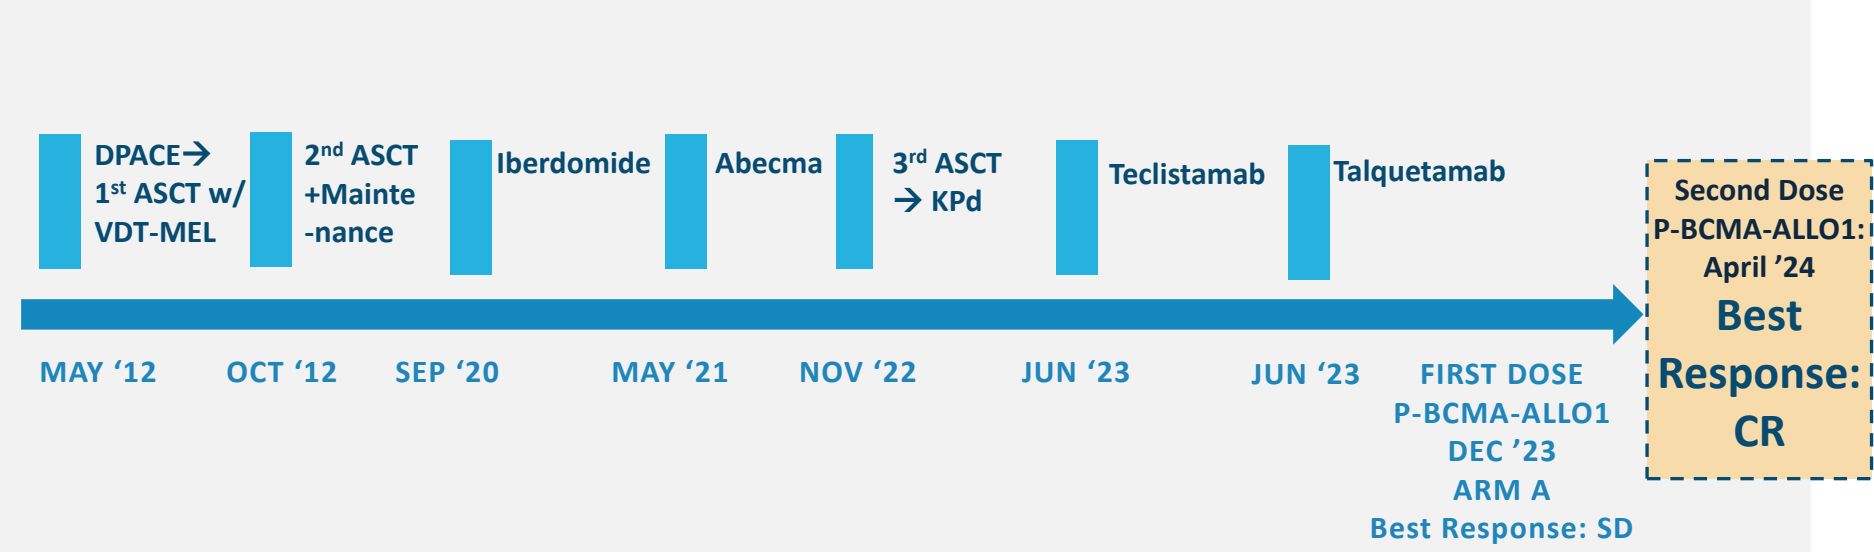 DPACE→
1st ASCT w/
VDT-MEL
2nd ASCT
+Mainte
-nance
Iberdomide
Abecma
3rd ASCT
→ KPd
Teclistamab
Talquetamab
Second Dose
P-BCMA-ALLO1:
April ’24
Best
Response:
CR
MAY ‘12
OCT ‘12
SEP ‘20
MAY ‘21
NOV ‘22
JUN ‘23
JUN ‘23
FIRST DOSE
P-BCMA-ALLO1
DEC ’23
ARM A
Best Response: SD